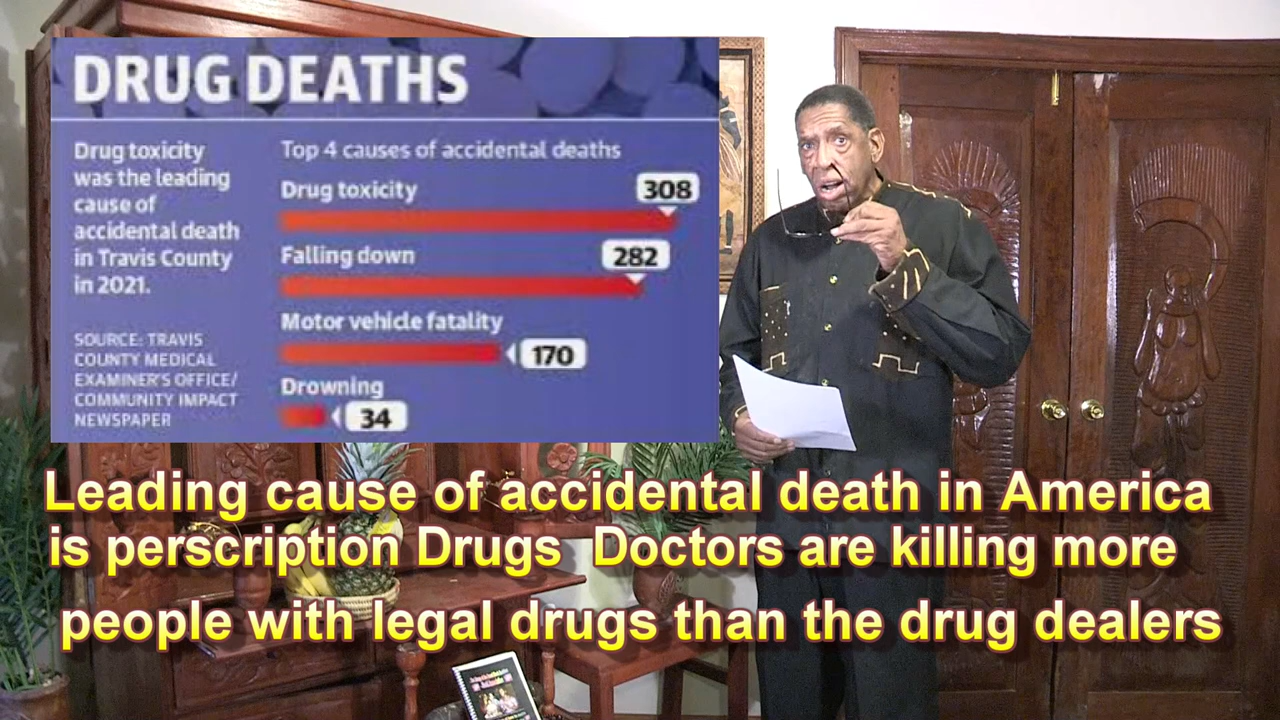 DRUG DEATHS
Drug toxicity
was the leading
cause of
accidental death
in Travis County
in 2021.
SOURCE: TRAVIS
COUNTY MEDICAL
EXAMINER'S OFFICE/
COMMUNITY IMPACT
NEWSPAPER
Top 4 causes of accidental deaths
Drug toxicity
308
Falling down
282
Motor vehicle fatality
170
Drowning
34
Leading cause of accidental death in America
is perscription Drugs Doctors are killing more
people with legal drugs than the drug dealers